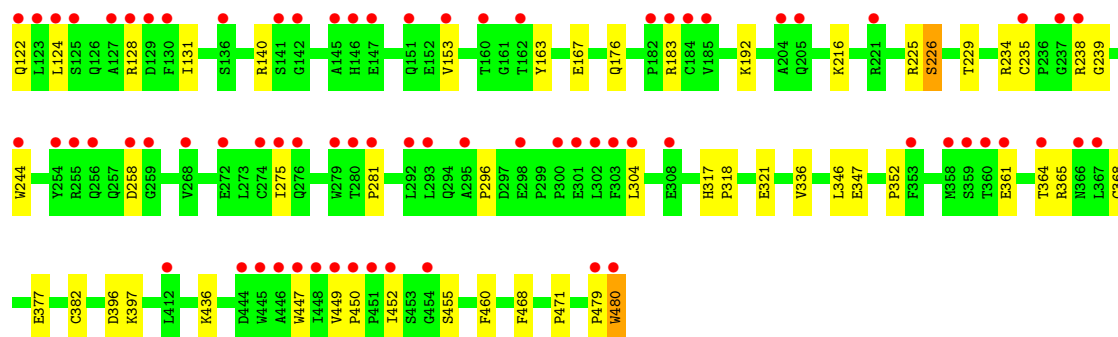 Q122 L123 L124 S125 Q126 A127 R128 D129 F130 I131 S136 R140 S141 G142 A145 H146 E147 Q151 E152 V153 T160 G161 T162 Y163 E167 Q176 P182 R183 C184 V185 K192 A204 Q205 K216 R221 R225 S226 T229 R234 C235 P236 G237 R238 G239
W244 Y254 R255 Q256 Q257 D258 G259 V268 E272 L273 C274 I275 Q276 W279 T280 P281 L292 L293 Q294 A295 P296 D297 E298 P299 P300 E301 L302 F303 L304 E308 H317 P318 E321 V336 L346 E347 P352 F353 M358 S359 T360 E361 T364 R365 N366 L367 C368
E377 C382 D396 K397 L412 K436 D444 W445 A446 W447 I448 V449 P450 P451 I452 S453 G454 S455 F460 F468 P471 P479 W480